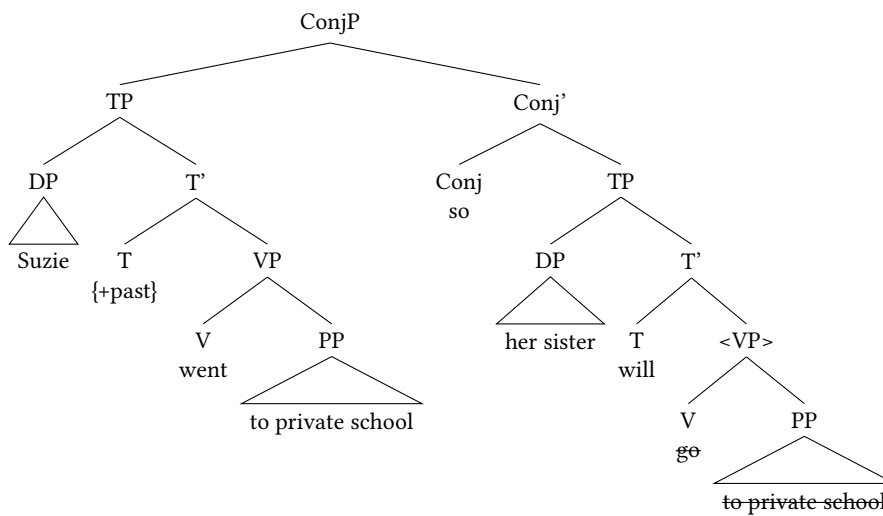 ConjP
TP Conj’
DP T’ Conj TP
so
Suzie T VP DP T’
{+past}
V PP her sister T <VP>
went will
to private school V PP
go
to private school